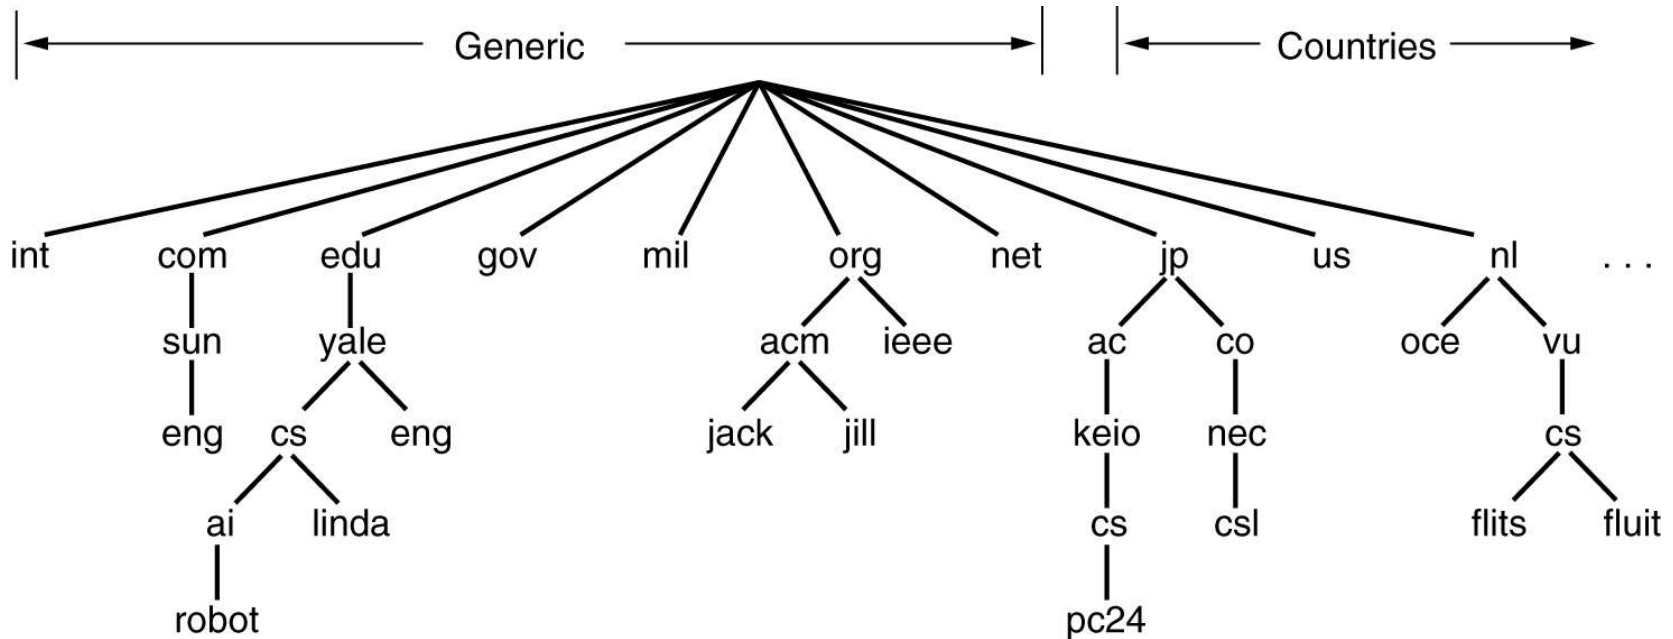 Generic Countries
int com edu gov mil org net jp us nl . . .
sun yale acm ieee ac co oce vu
eng cs eng jack jill keio nec cs
ai linda cs csl flits fluit
robot pc24